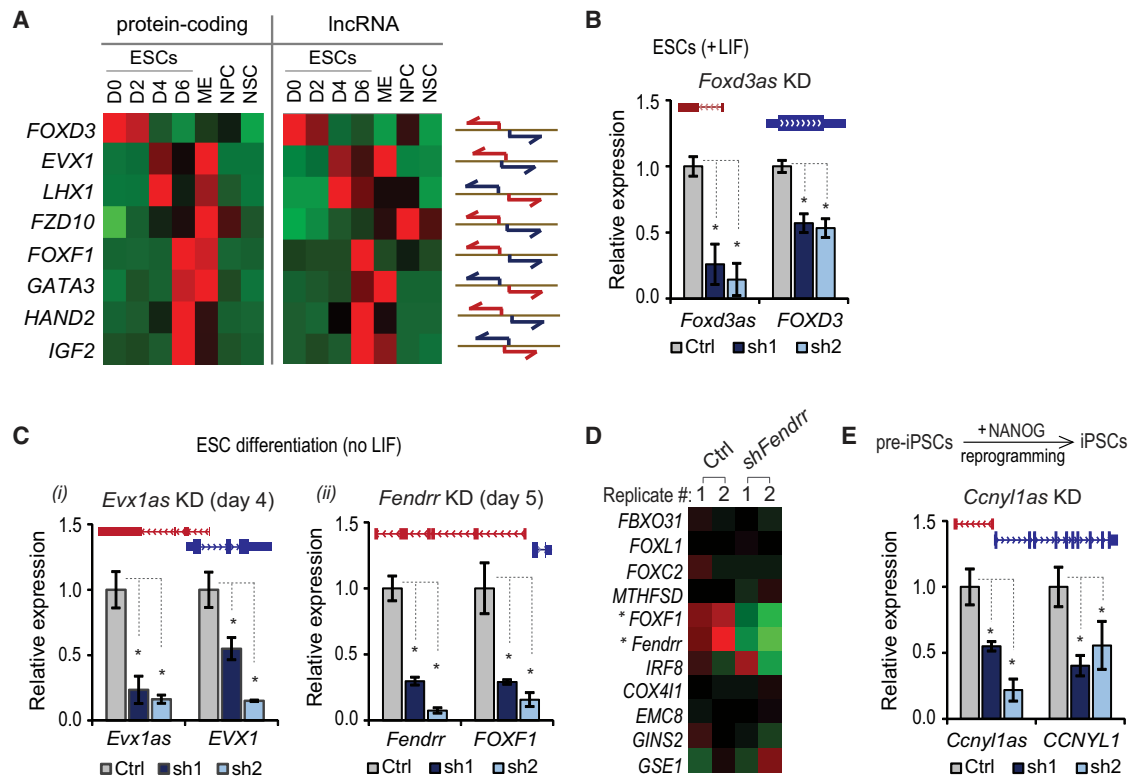 A
protein-coding lncRNA
ESCs ESCs
D0 D2 D4 D6 ME NPC NSC D0 D2 D4 D6 ME NPC NSC
FOXD3
EVX1
LHX1
FZD10
FOXF1
GATA3
HAND2
IGF2
B
ESCs (+LIF)
Foxd3as KD
Relative expression
1.5
1.0
0.5
0.0
* * * *
Foxd3as FOXD3
Ctrl sh1 sh2
C
ESC differentiation (no LIF)
(i) Evx1as KD (day 4)
Relative expression
1.5
1.0
0.5
0.0
* * * *
Evx1as EVX1
Ctrl sh1 sh2
(ii) Fendrr KD (day 5)
1.5
1.0
0.5
0.0
* * * *
Fendrr FOXF1
Ctrl sh1 sh2
D
Ctrl shFendrr
Replicate #: 1 2 1 2
FBXO31
FOXL1
FOXC2
MTHFSD
* FOXF1
* Fendrr
IRF8
COX4I1
EMC8
GINS2
GSE1
E
pre-iPSCs +NANOG iPSCs
reprogramming
Ccnyl1as KD
Relative expression
1.5
1.0
0.5
0.0
* * * *
Ccnyl1as CCNYL1
Ctrl sh1 sh2